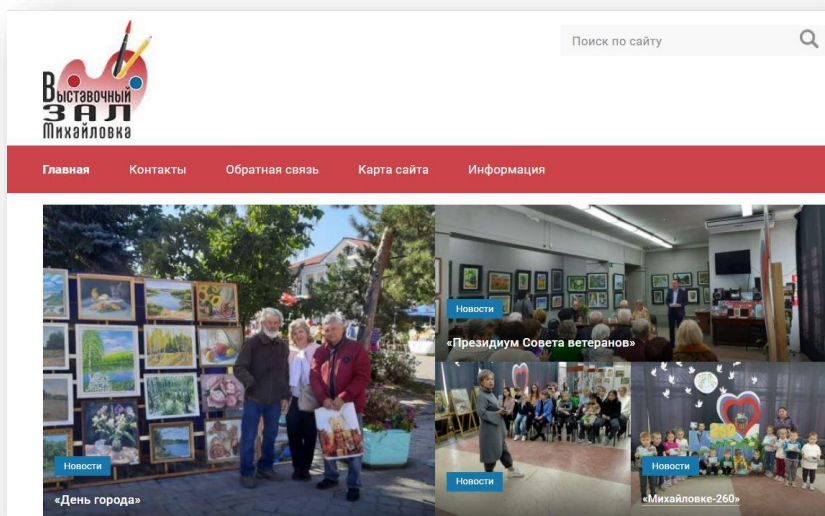 Выставочный
ЗАЛ
Михайловка
Поиск по сайту
Главная
Контакты
Обратная связь
Карта сайта
Информация
Новости
«День города»
Новости
«Президиум Совета ветеранов»
Новости
260
Новости
«Михайловке-260»